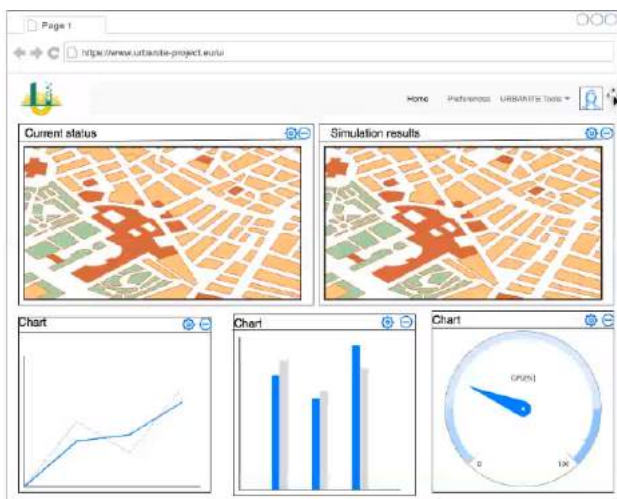 Page 1
https://www.urbanite-project.eu/ui
Home Preferences URBANITE Tools
Current status
Simulation results
Chart
Chart
Chart
0 100